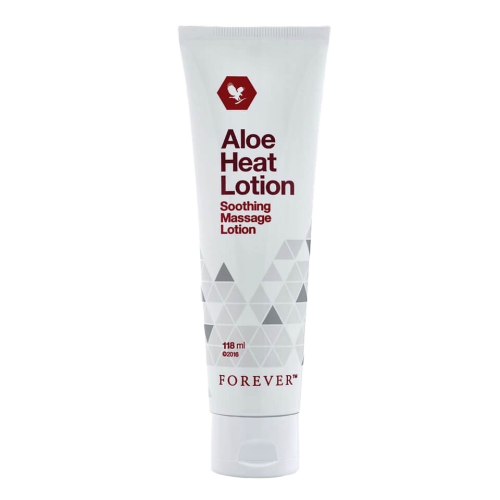 Aloe
Heat
Lotion
Soothing
Massage
Lotion
118 ml
©2016
FOREVER™